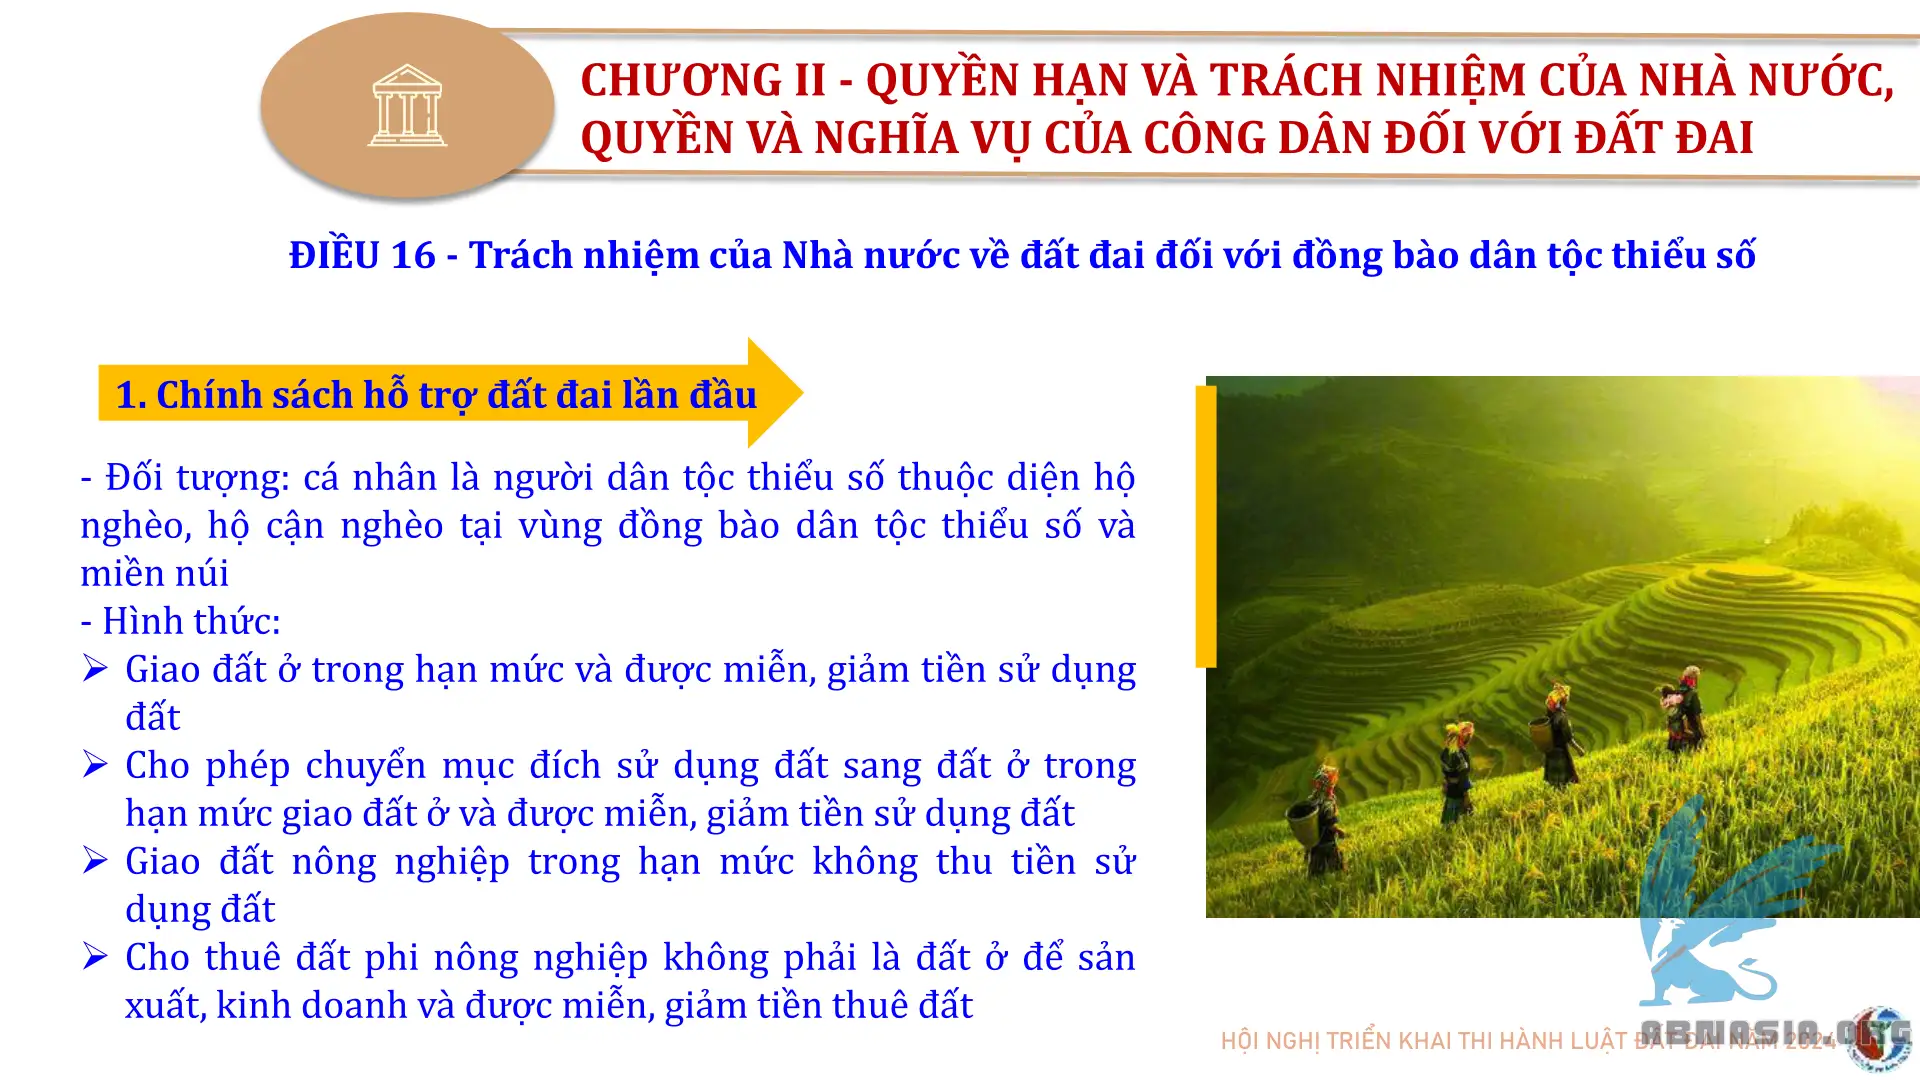 CHƯƠNG II - QUYỀN HẠN VÀ TRÁCH NHIỆM CỦA NHÀ NƯỚC,
QUYỀN VÀ NGHĨA VỤ CỦA CÔNG DÂN ĐỐI VỚI ĐẤT ĐAI
ĐIỀU 16 - Trách nhiệm của Nhà nước về đất đai đối với đồng bào dân tộc thiểu số
1. Chính sách hỗ trợ đất đai lần đầu
- Đối tượng: cá nhân là người dân tộc thiểu số thuộc diện hộ
nghèo, hộ cận nghèo tại vùng đồng bào dân tộc thiểu số và
miền núi
- Hình thức:
➢ Giao đất ở trong hạn mức và được miễn, giảm tiền sử dụng
đất
➢ Cho phép chuyển mục đích sử dụng đất sang đất ở trong
hạn mức giao đất ở và được miễn, giảm tiền sử dụng đất
➢ Giao đất nông nghiệp trong hạn mức không thu tiền sử
dụng đất
➢ Cho thuê đất phi nông nghiệp không phải là đất ở để sản
xuất, kinh doanh và được miễn, giảm tiền thuê đất
HỘI NGHỊ TRIỂN KHAI THI HÀNH LUẬT ĐẤT ĐAI NĂM 2024
ABMASIA.ORG